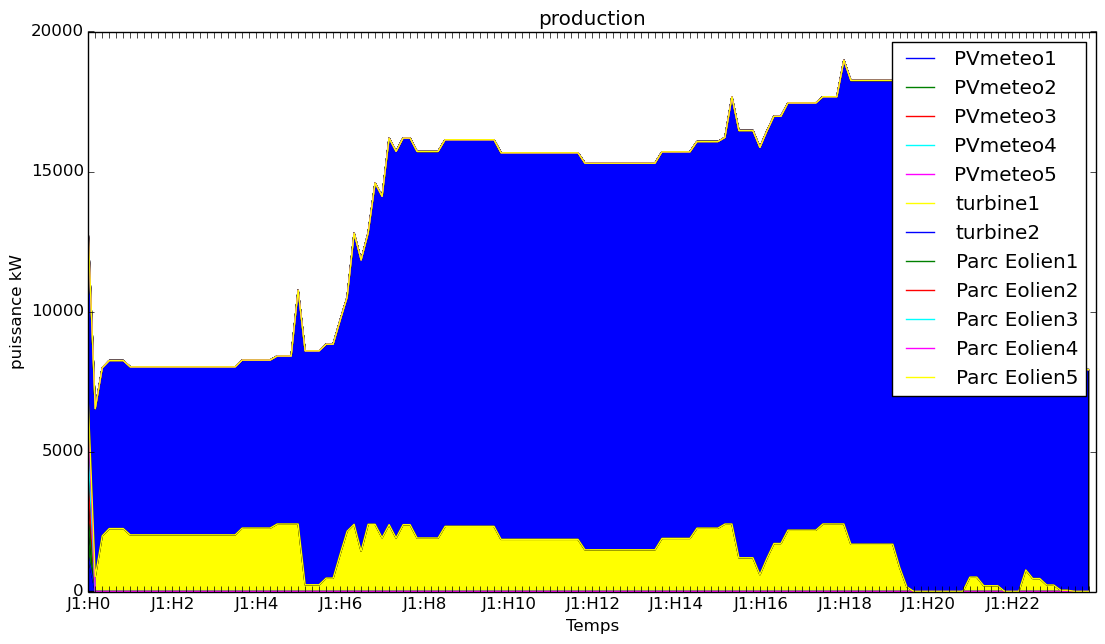 production
20000
15000
10000
5000
0
puissance kW
J1:H0 J1:H2 J1:H4 J1:H6 J1:H8 J1:H10 J1:H12 J1:H14 J1:H16 J1:H18 J1:H20 J1:H22
Temps
PVmeteo1
PVmeteo2
PVmeteo3
PVmeteo4
PVmeteo5
turbine1
turbine2
Parc Eolien1
Parc Eolien2
Parc Eolien3
Parc Eolien4
Parc Eolien5